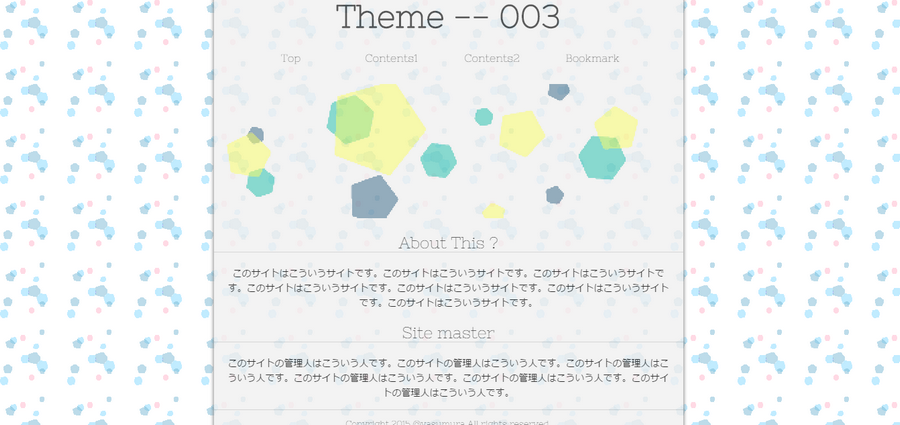 Theme -- 003
Top Contents1 Contents2 Bookmark
About This ?
このサイトはこういうサイトです。このサイトはこういうサイトです。このサイトはこういうサイトで
す。このサイトはこういうサイトです。このサイトはこういうサイトです。このサイトはこういうサイト
です。このサイトはこういうサイトです。
Site master
このサイトの管理人はこういう人です。このサイトの管理人はこういう人です。このサイトの管理人はこ
ういう人です。このサイトの管理人はこういう人です。このサイトの管理人はこういう人です。このサイ
トの管理人はこういう人です。
Copyright 2015 All rights reserved